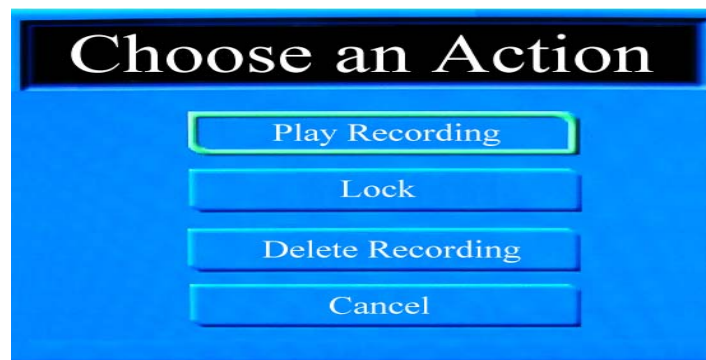 Choose an Action
Play Recording
Lock
Delete Recording
Cancel